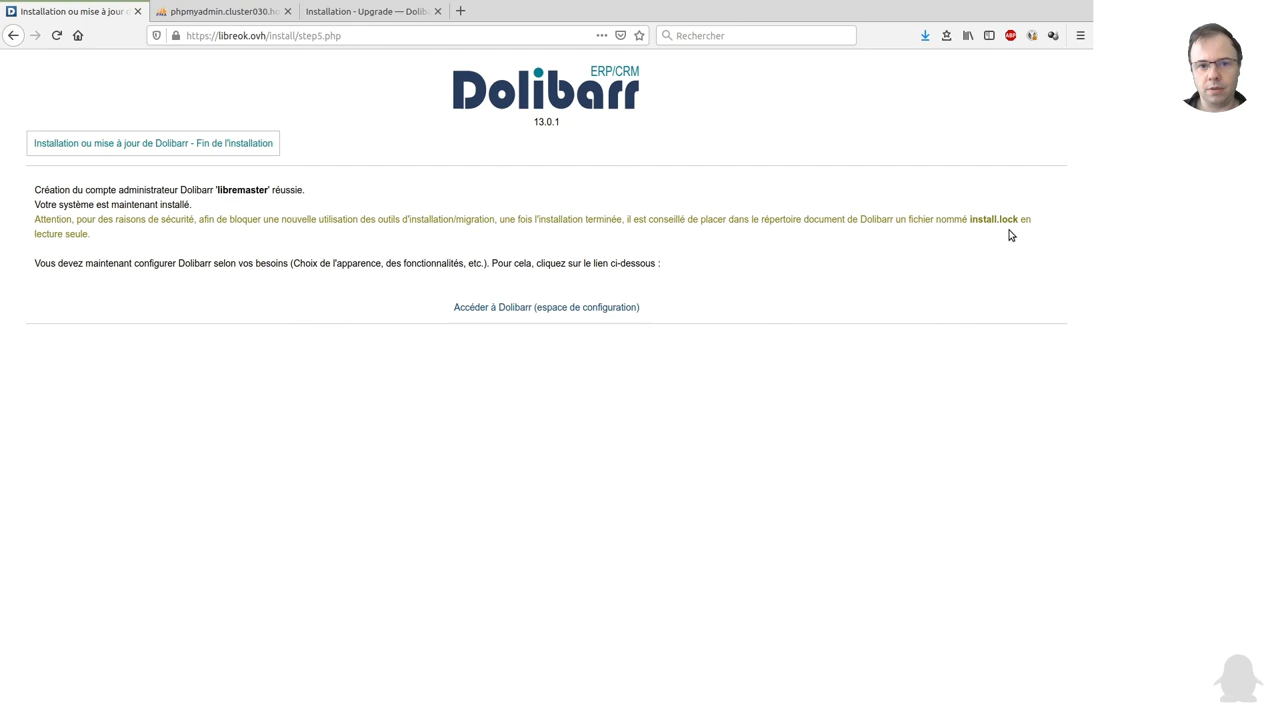 Installation ou mise à jour d
phpmyadmin.cluster030.ho
Installation - Upgrade — Dolib
https://libreok.ovh/install/step5.php
Rechercher
ABP
ERP/CRM
Dolibarr
13.0.1
Installation ou mise à jour de Dolibarr - Fin de l'installation
Création du compte administrateur Dolibarr 'libremaster' réussie.
Votre système est maintenant installé.
Attention, pour des raisons de sécurité, afin de bloquer une nouvelle utilisation des outils d'installation/migration, une fois l'installation terminée, il est conseillé de placer dans le répertoire document de Dolibarr un fichier nommé install.lock en
lecture seule.
Vous devez maintenant configurer Dolibarr selon vos besoins (Choix de l'apparence, des fonctionnalités, etc.). Pour cela, cliquez sur le lien ci-dessous :
Accéder à Dolibarr (espace de configuration)